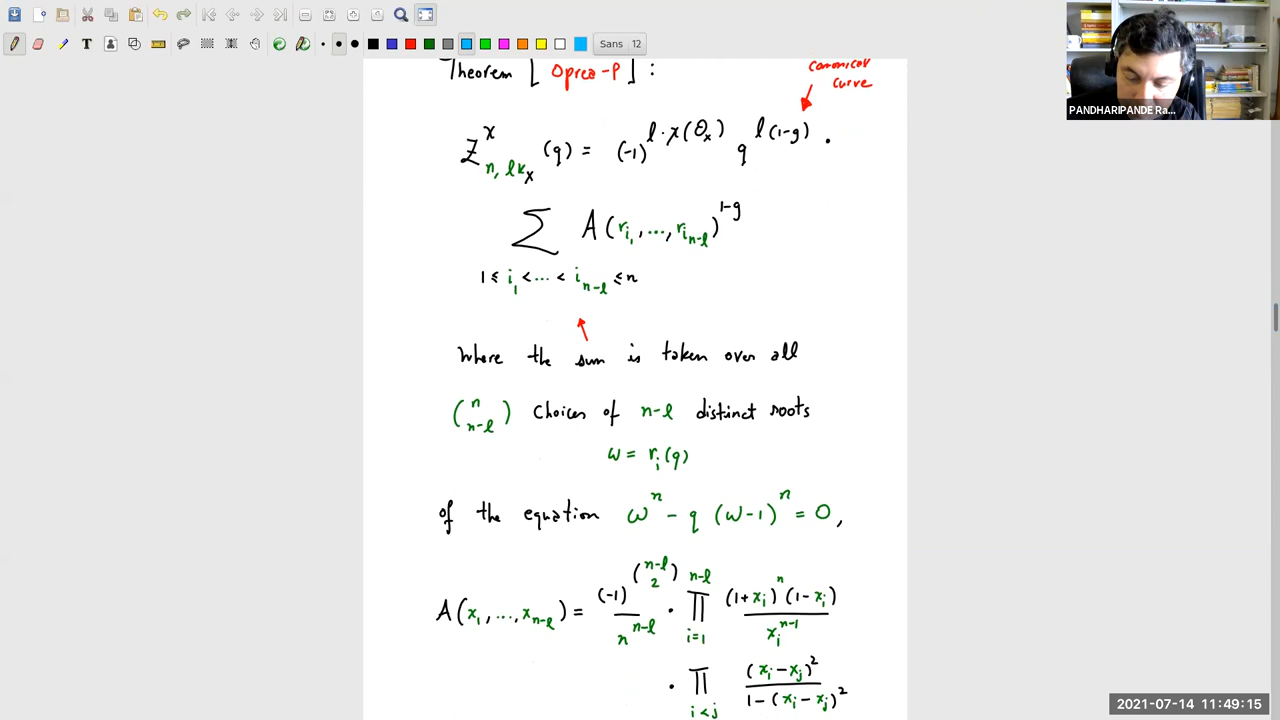 Sans 12
Theorem [ Oprea-P ] :
canonical
curve
Z^X_{n, ℓK_X} (q) = (-1)^{ℓ·χ(O_X)} q^{ℓ(1-g)} ·
∑ A(r_{i_1}, ..., r_{i_{n-ℓ}})^{1-g}
1 ≤ i_1 < ... < i_{n-ℓ} ≤ n
where the sum is taken over all
(n choose n-ℓ) choices of n-ℓ distinct roots
ω = r_i(q)
of the equation ω^n - q (ω-1)^n = 0,
A(x_1, ..., x_{n-ℓ}) = (-1)^{(n-ℓ choose 2)} / n^{n-ℓ} · ∏_{i=1}^{n-ℓ} (1+x_i)^n (1-x_i) / x_i^{n-1}
· ∏_{i<j} (x_i - x_j)^2 / 1-(x_i - x_j)^2
PANDHARIPANDE Ra...
2021-07-14 11:49:15